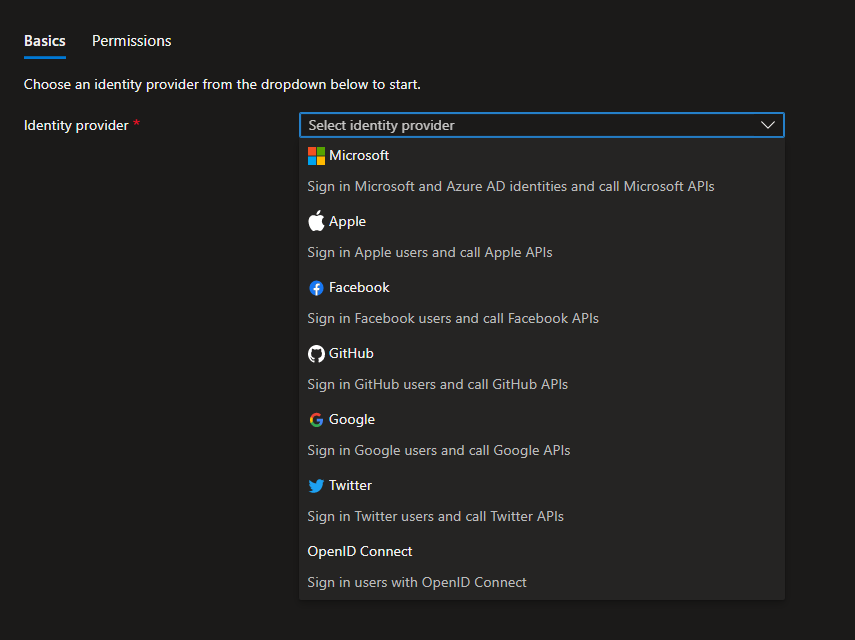 Basics Permissions
Choose an identity provider from the dropdown below to start.
Identity provider * Select identity provider
Microsoft
Sign in Microsoft and Azure AD identities and call Microsoft APIs
Apple
Sign in Apple users and call Apple APIs
Facebook
Sign in Facebook users and call Facebook APIs
GitHub
Sign in GitHub users and call GitHub APIs
Google
Sign in Google users and call Google APIs
Twitter
Sign in Twitter users and call Twitter APIs
OpenID Connect
Sign in users with OpenID Connect